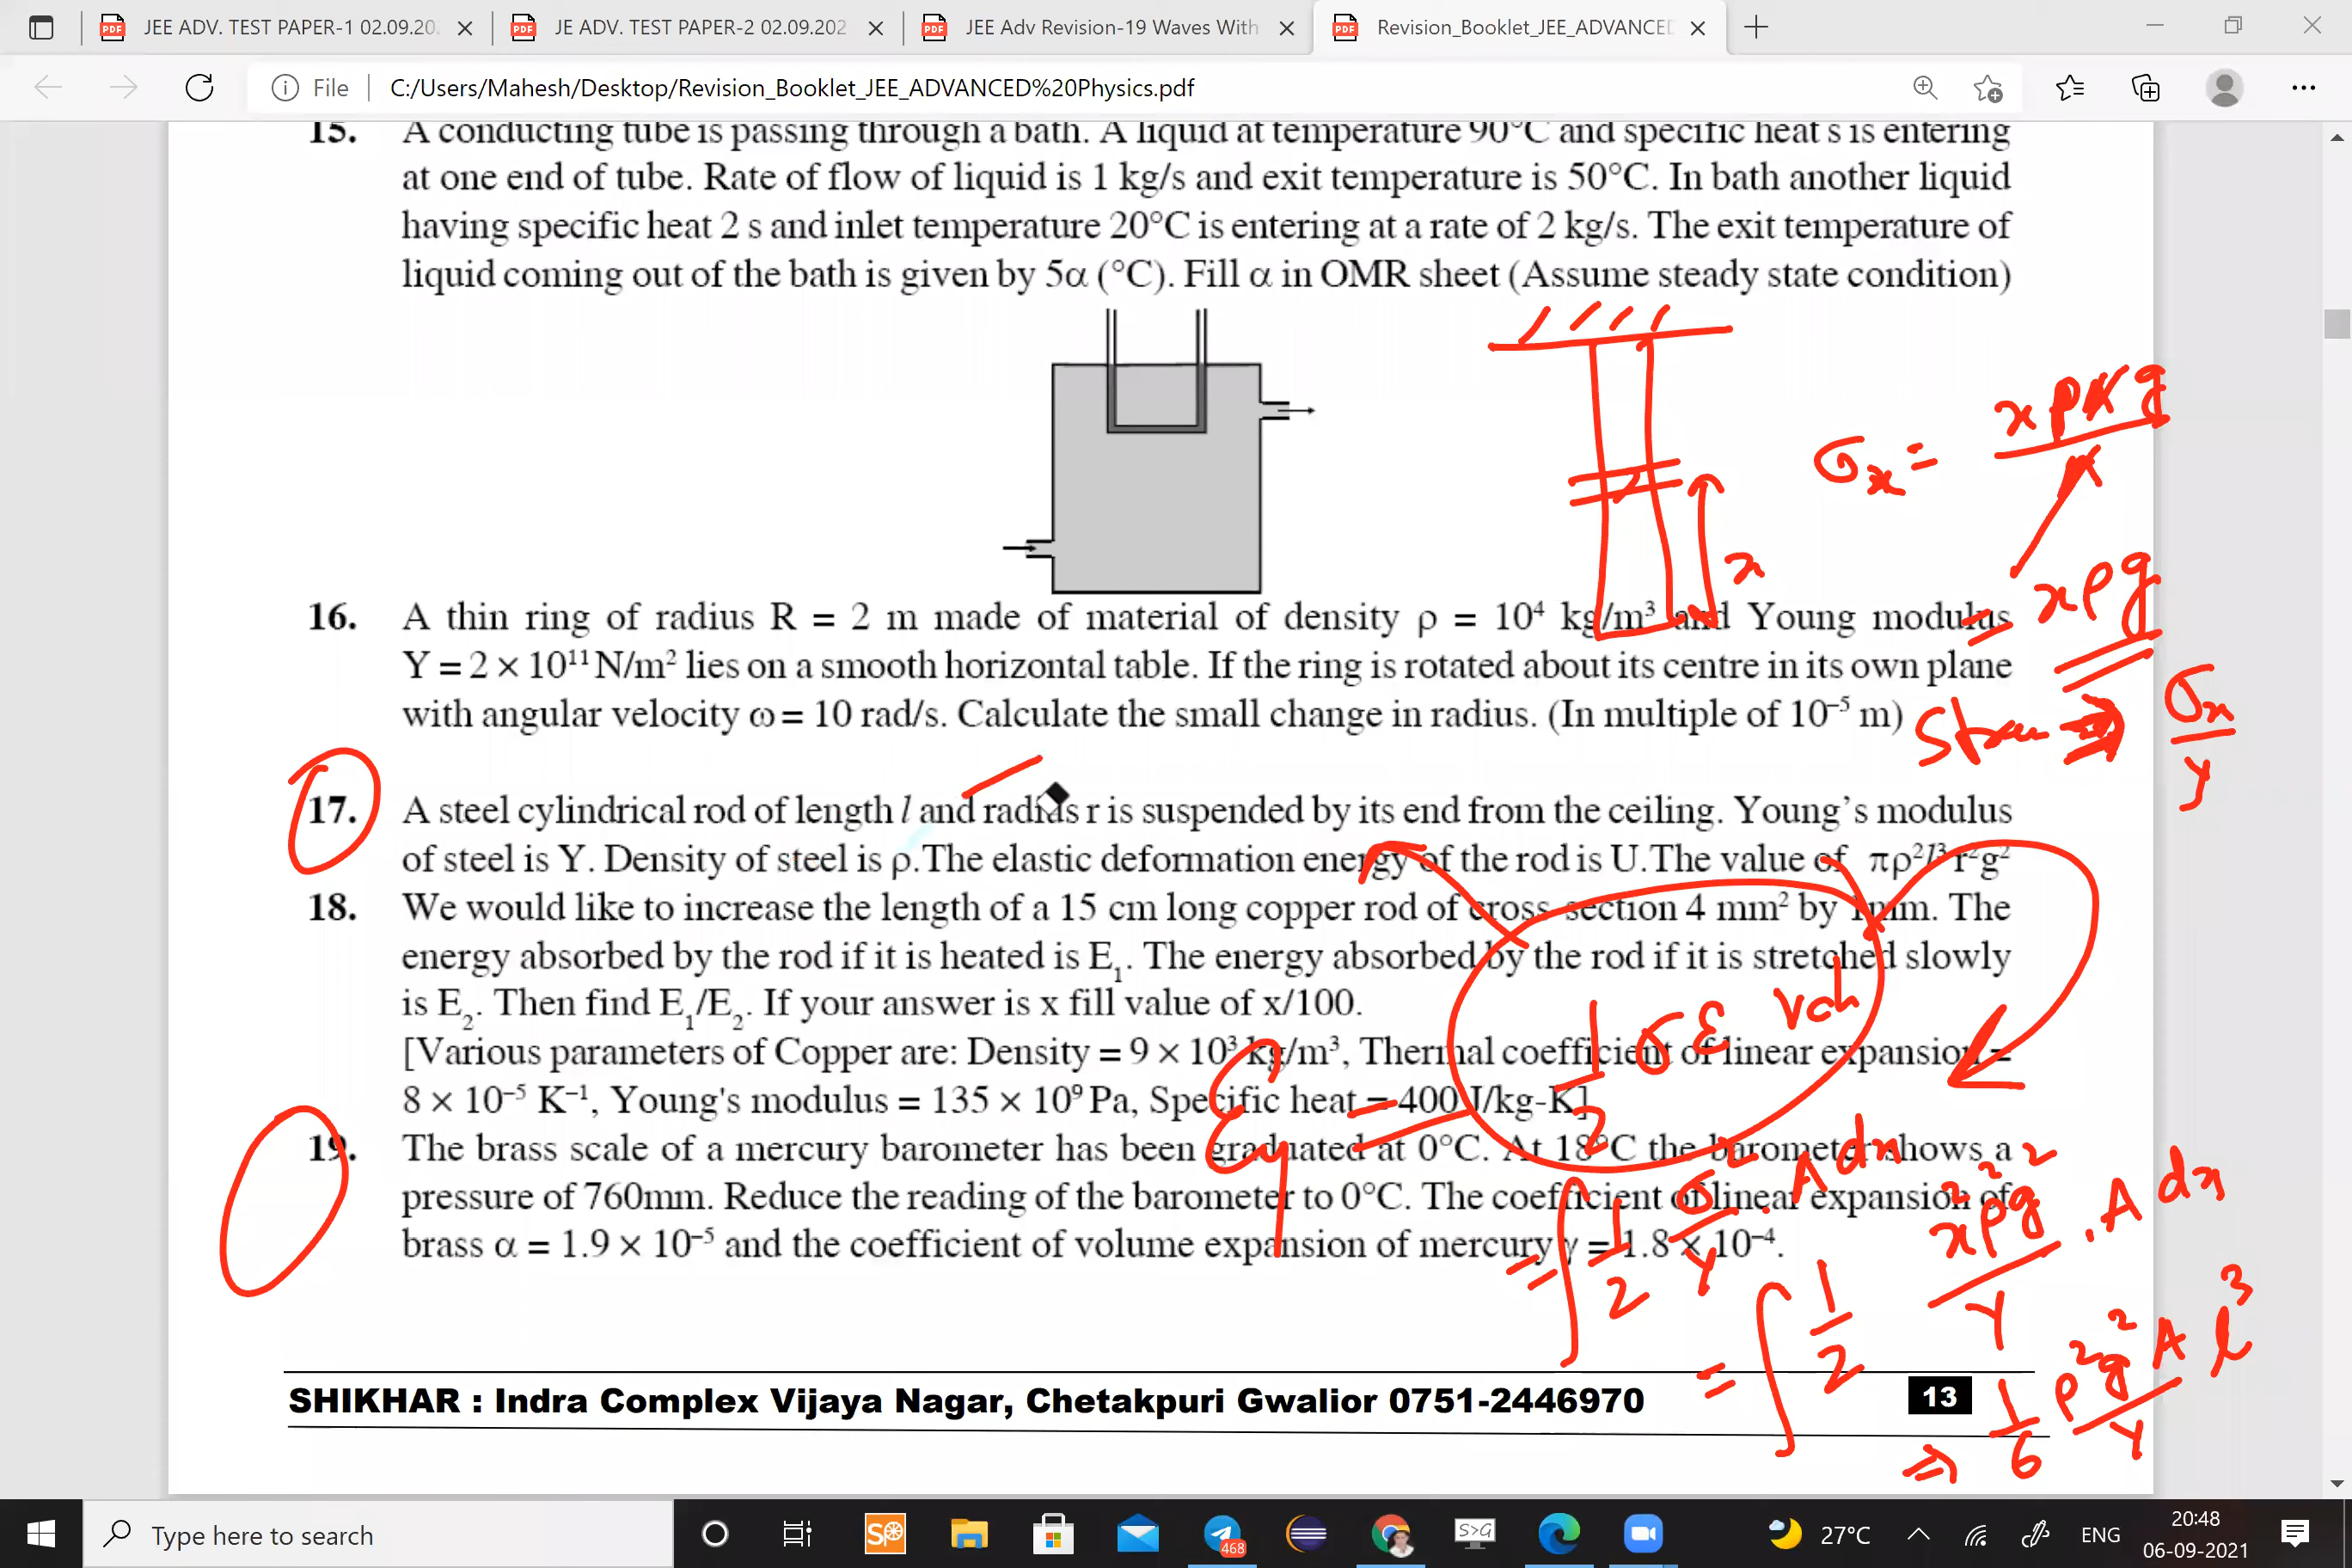 JEE ADV. TEST PAPER-1 02.09.20
JE ADV. TEST PAPER-2 02.09.202
JEE Adv Revision-19 Waves With
Revision_Booklet_JEE_ADVANCED
File
C:/Users/Mahesh/Desktop/Revision_Booklet_JEE_ADVANCED%20Physics.pdf
15. A conducting tube is passing through a bath. A liquid at temperature 90°C and specific heat s is entering
at one end of tube. Rate of flow of liquid is 1 kg/s and exit temperature is 50°C. In bath another liquid
having specific heat 2 s and inlet temperature 20°C is entering at a rate of 2 kg/s. The exit temperature of
liquid coming out of the bath is given by 5α (°C). Fill α in OMR sheet (Assume steady state condition)
σx = xρAg / A
x
= xρg
16. A thin ring of radius R = 2 m made of material of density ρ = 10⁴ kg/m³ and Young modulus
Y = 2 × 10¹¹ N/m² lies on a smooth horizontal table. If the ring is rotated about its centre in its own plane
with angular velocity ω = 10 rad/s. Calculate the small change in radius. (In multiple of 10⁻⁵ m)
σx / Y
17. A steel cylindrical rod of length l and radius r is suspended by its end from the ceiling. Young's modulus
of steel is Y. Density of steel is ρ.The elastic deformation energy of the rod is U.The value of πρ²l³r²g²
18. We would like to increase the length of a 15 cm long copper rod of cross-section 4 mm² by 1mm. The
energy absorbed by the rod if it is heated is E₁. The energy absorbed by the rod if it is stretched slowly
is E₂. Then find E₁/E₂. If your answer is x fill value of x/100.
[Various parameters of Copper are: Density = 9 × 10³ kg/m³, Thermal coefficient of linear expansion =
8 × 10⁻⁵ K⁻¹, Young's modulus = 135 × 10⁹ Pa, Specific heat = 400 J/kg-K]
1/2 σ ε
19. The brass scale of a mercury barometer has been graduated at 0°C. At 18°C the barometer shows a
pressure of 760mm. Reduce the reading of the barometer to 0°C. The coefficient of linear expansion of
brass α = 1.9 × 10⁻⁵ and the coefficient of volume expansion of mercury γ = 1.8 × 10⁻⁴.
= ∫ 1/2 σ²/Y . A dx
= ∫ 1/2 x²ρ²g²/Y . A dx
⇒ 1/6 ρ²g²Al³/Y
SHIKHAR : Indra Complex Vijaya Nagar, Chetakpuri Gwalior 0751-2446970
13
Type here to search
468
S>G
27°C
ENG
20:48
06-09-2021